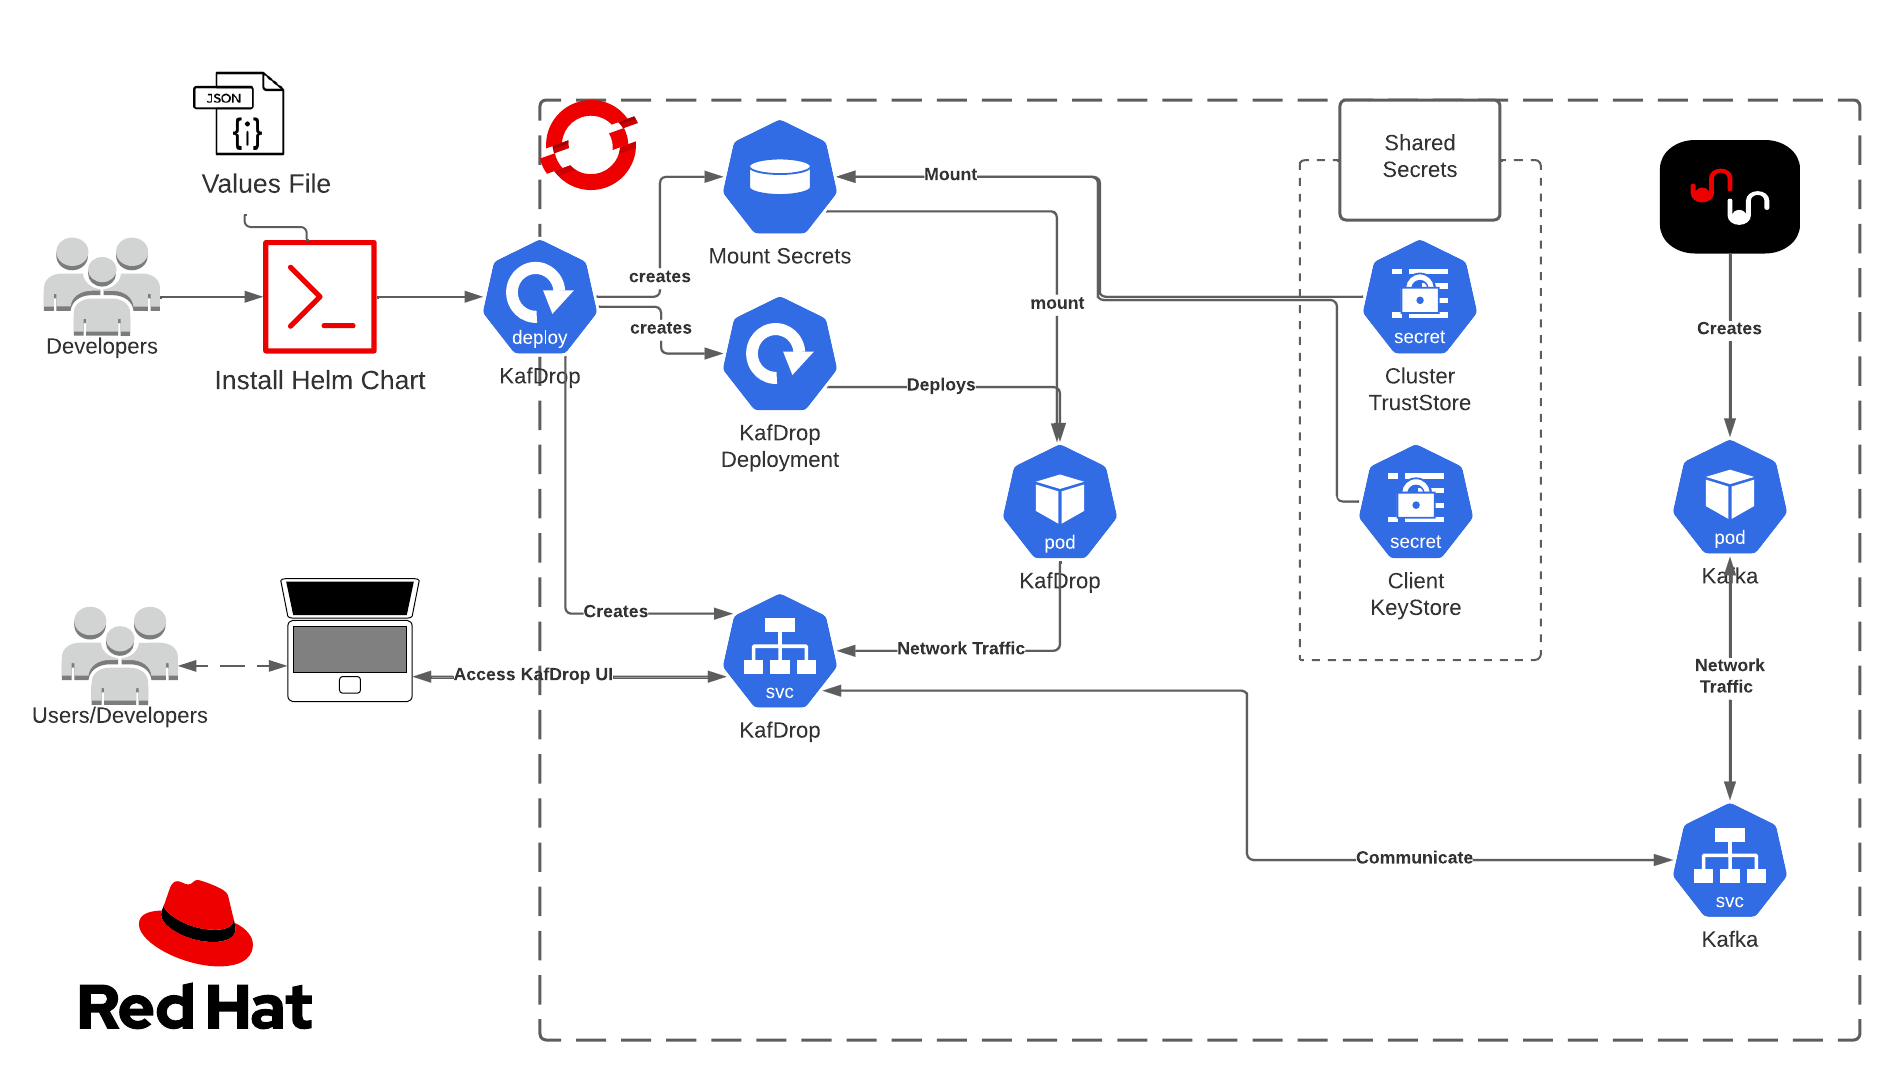 JSON
{i}
Values File
Developers
Install Helm Chart
deploy
KafDrop
creates
creates
Mount Secrets
KafDrop
Deployment
Mount
mount
Deploys
pod
KafDrop
Shared
Secrets
secret
Cluster
TrustStore
secret
Client
KeyStore
Creates
pod
Kafka
Network
Traffic
Creates
Network Traffic
Access KafDrop UI
svc
KafDrop
Users/Developers
Communicate
svc
Kafka
Red Hat